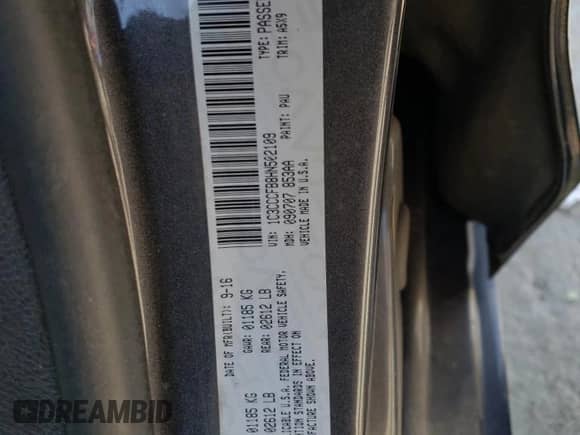 DATE OF MFR(BUILT): 9-16
01185 KG GAWR: 01185 KG
02612 LB REAR: 02612 LB
LICABLE U.S.A. FEDERAL MOTOR VEHICLE SAFETY,
TION STANDARDS IN EFFECT ON
FACTURE SHOWN ABOVE.
VIN: 1C3CCCFB8HN502109 TYPE: PASSE
MDH: 090707 853AA PAINT: PAU TRIM: A5X9
VEHICLE MADE IN U.S.A.
DREAMBID